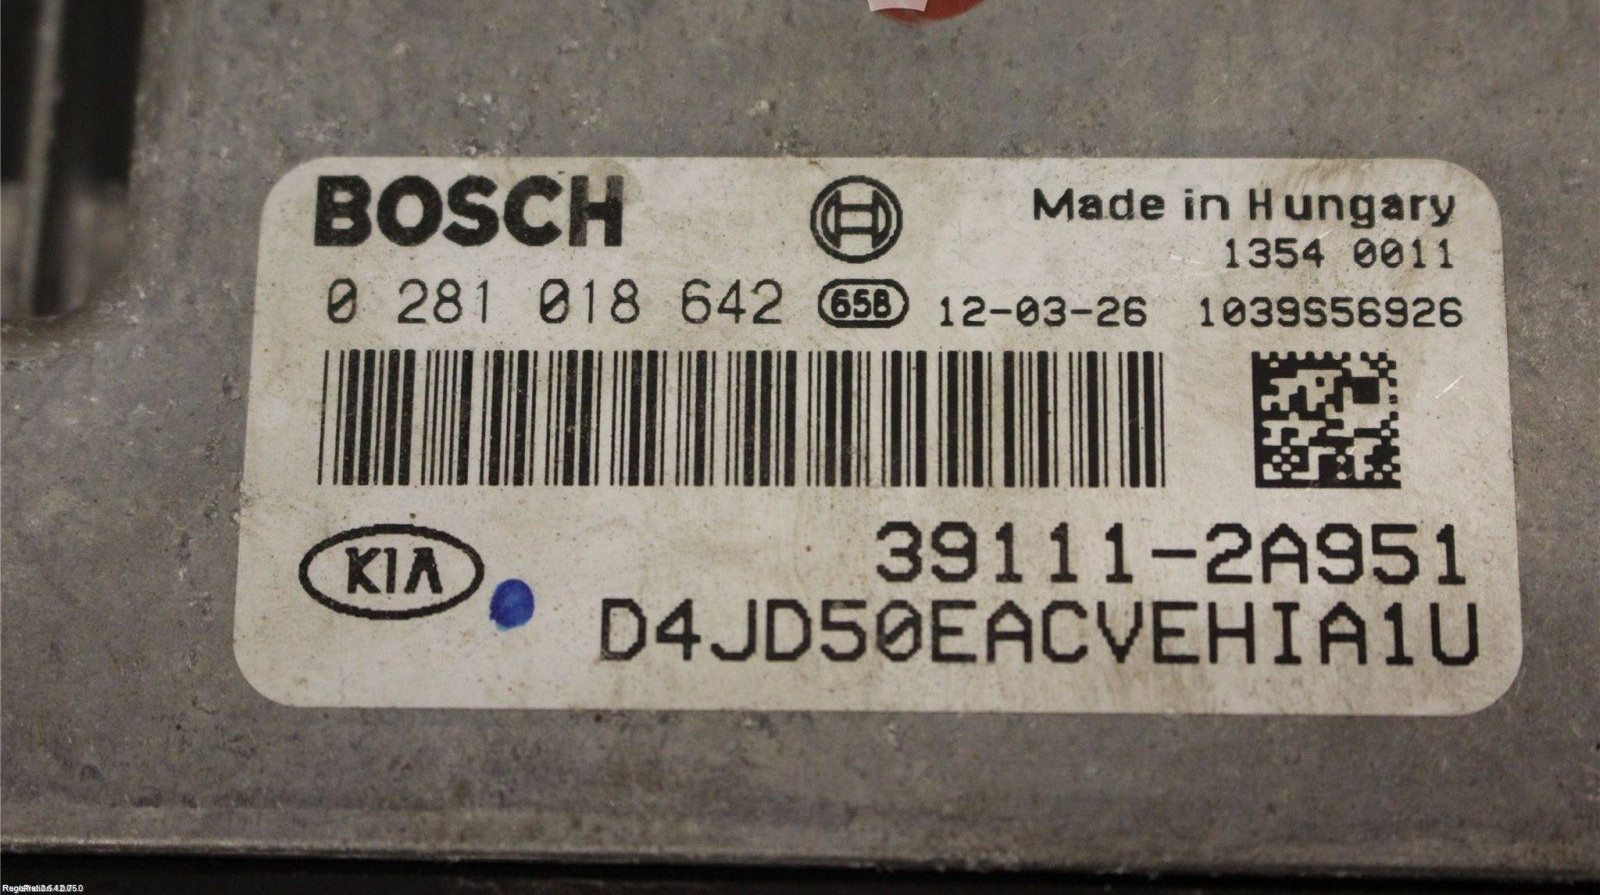 BOSCH
Made in Hungary
1354 0011
0 281 018 642 658 12-03-26 1039S56926
KIA
39111-2A951
D4JD50EACVEHIA1U